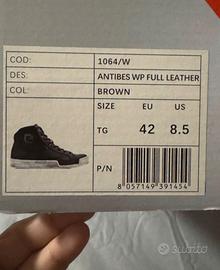 COD: 1064/W
DES: ANTIBES WP FULL LEATHER
COL: BROWN
SIZE EU US
TG 42 8.5
P/N
8 057149 391454
subito